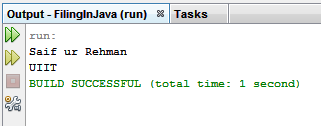 Output - FilingInJava (run) Tasks
run:
Saif ur Rehman
UIIT
BUILD SUCCESSFUL (total time: 1 second)